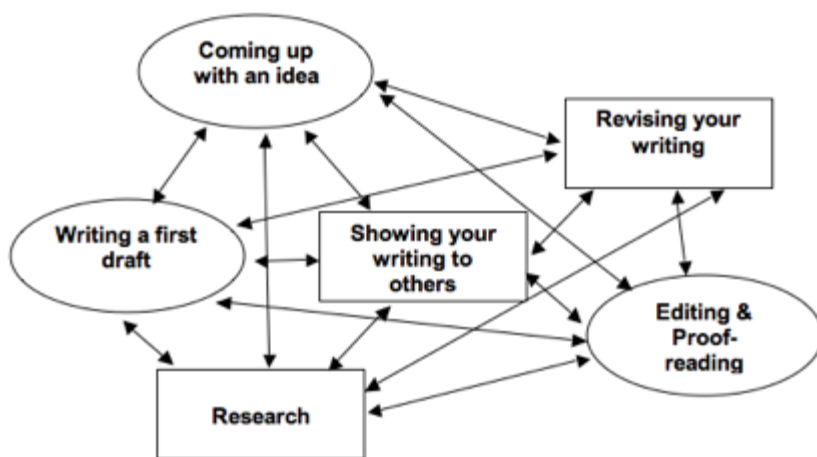 Coming up
with an idea
Revising your
writing
Writing a first
draft
Showing your
writing to
others
Editing &
Proof-
reading
Research